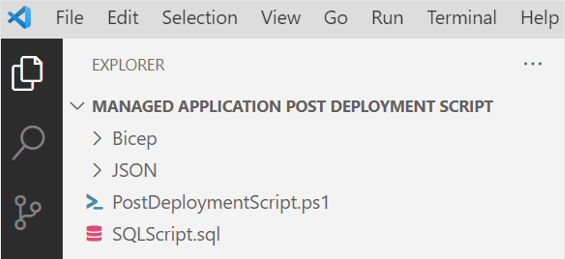 File Edit Selection View Go Run Terminal Help
EXPLORER
MANAGED APPLICATION POST DEPLOYMENT SCRIPT
Bicep
JSON
PostDeploymentScript.ps1
SQLScript.sql